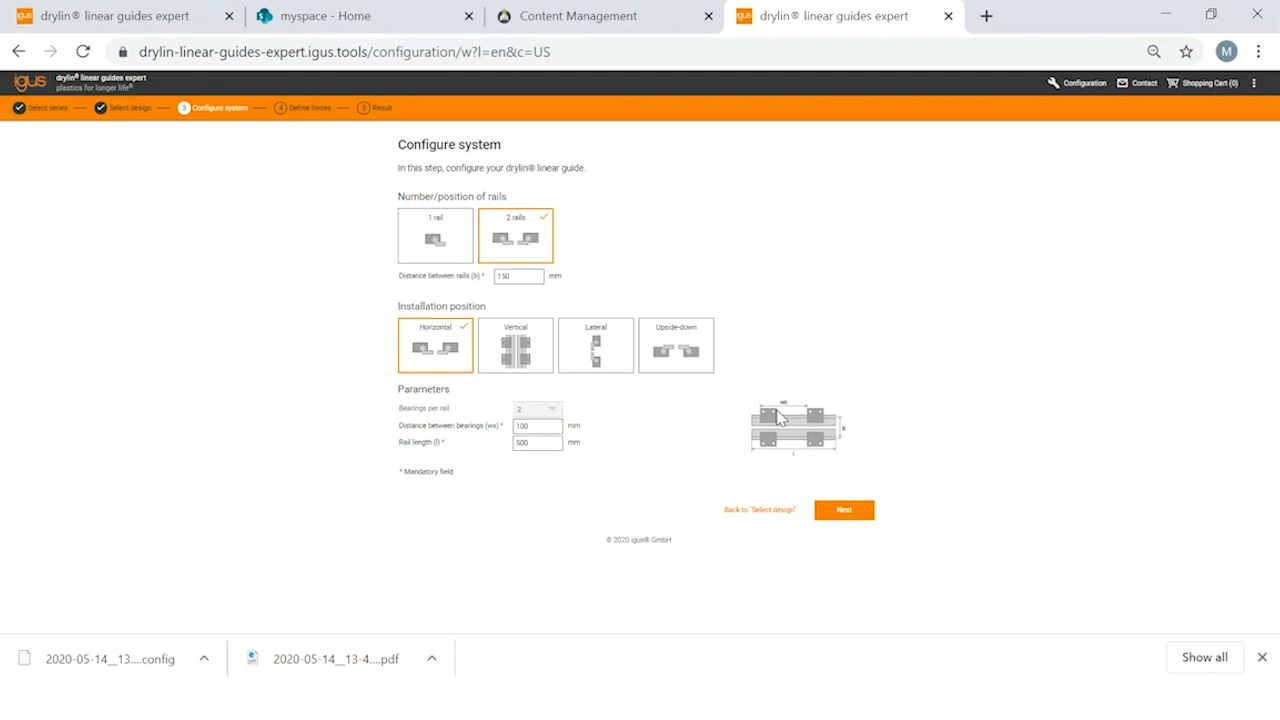 drylin® linear guides expert
myspace - Home
Content Management
drylin® linear guides expert
drylin-linear-guides-expert.igus.tools/configuration/w?l=en&c=US
M
igus
drylin® linear guides expert
plastics for longer life®
Configuration
Contact
Shopping Cart (0)
Select series
Select design
3 Configure system
4 Define forces
5 Result
Configure system
In this step, configure your drylin® linear guide.
Number/position of rails
1 rail
2 rails
Distance between rails (b) * 150 mm
Installation position
Horizontal
Vertical
Lateral
Upside-down
Parameters
Bearings per rail 2
Distance between bearings (wx) * 100 mm
Rail length (l) * 500 mm
wx
b
l
* Mandatory field
Back to "Select design"
Next
© 2020 igus® GmbH
2020-05-14__13....config
2020-05-14__13-4....pdf
Show all